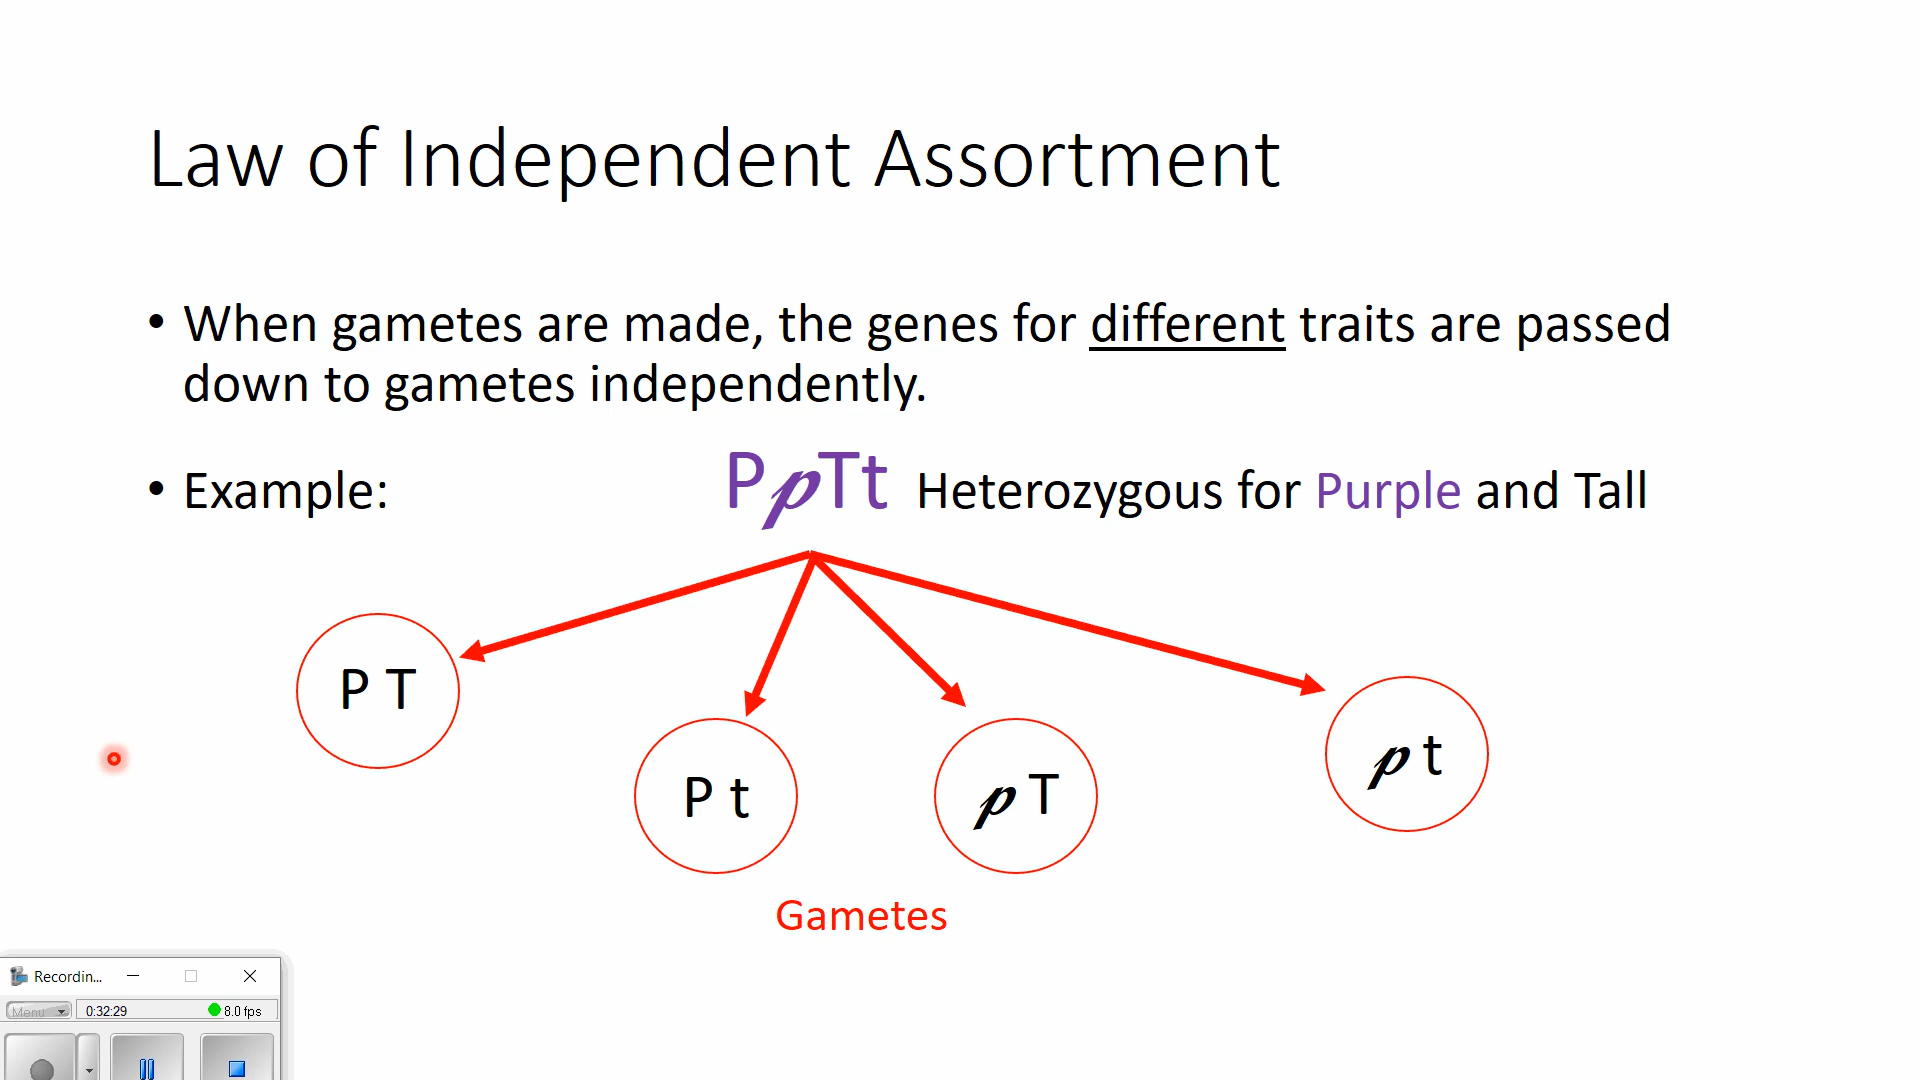 Law of Independent Assortment
• When gametes are made, the genes for different traits are passed
down to gametes independently.
• Example: PpTt Heterozygous for Purple and Tall
P T
P t
p T
p t
Gametes
Recordin...
Menu
0:32:29 8.0 fps